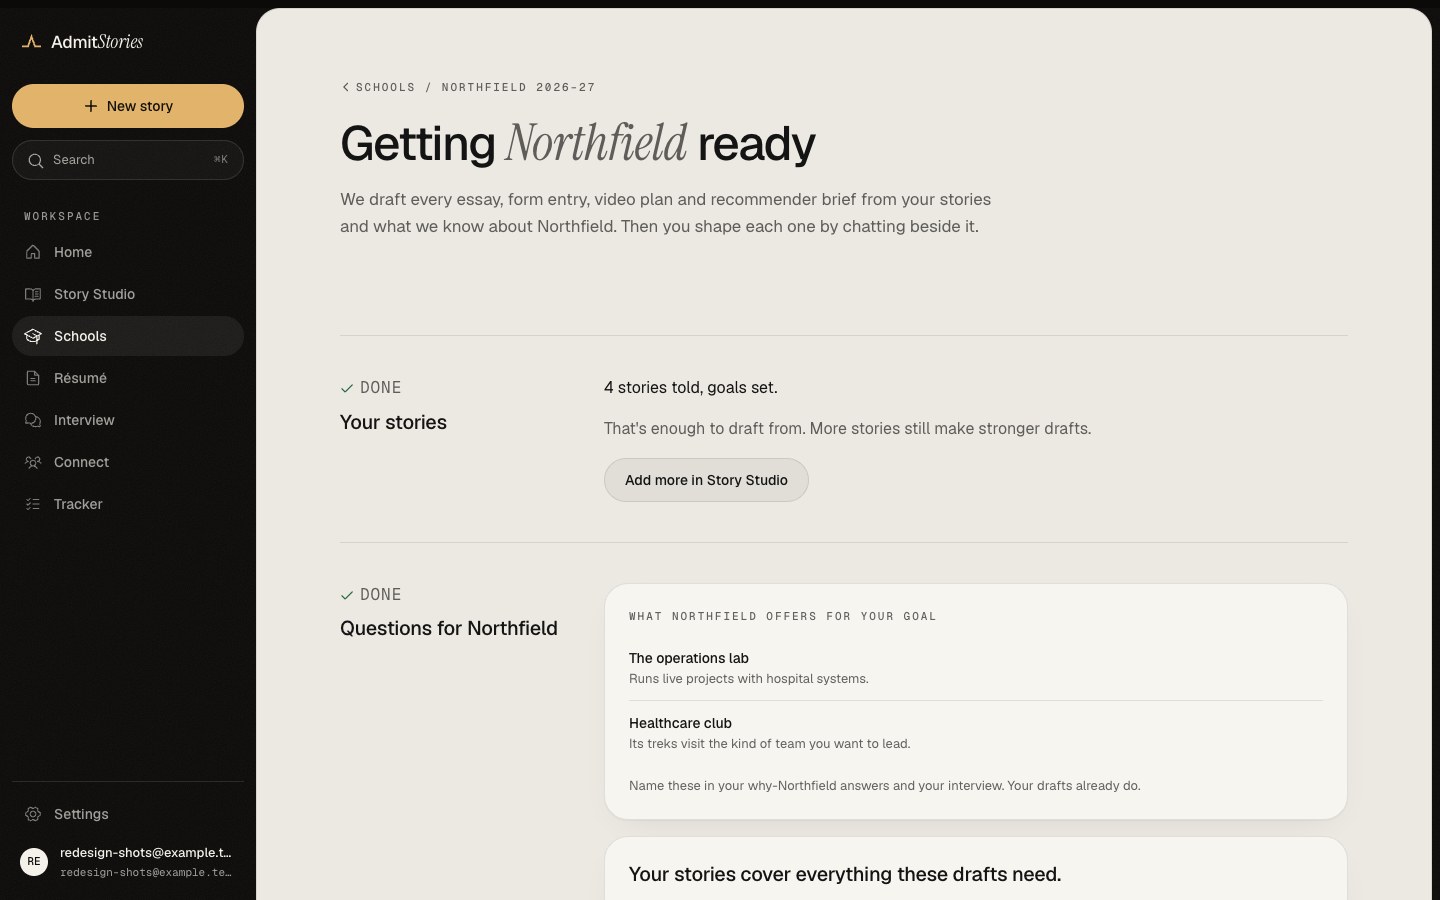 AdmitStories
New story
Search ⌘K
WORKSPACE
Home
Story Studio
Schools
Résumé
Interview
Connect
Tracker
Settings
RE
redesign-shots@example.t…
redesign-shots@example.te…
SCHOOLS / NORTHFIELD 2026–27
Getting Northfield ready
We draft every essay, form entry, video plan and recommender brief from your stories
and what we know about Northfield. Then you shape each one by chatting beside it.
DONE
Your stories
4 stories told, goals set.
That's enough to draft from. More stories still make stronger drafts.
Add more in Story Studio
DONE
Questions for Northfield
WHAT NORTHFIELD OFFERS FOR YOUR GOAL
The operations lab
Runs live projects with hospital systems.
Healthcare club
Its treks visit the kind of team you want to lead.
Name these in your why-Northfield answers and your interview. Your drafts already do.
Your stories cover everything these drafts need.